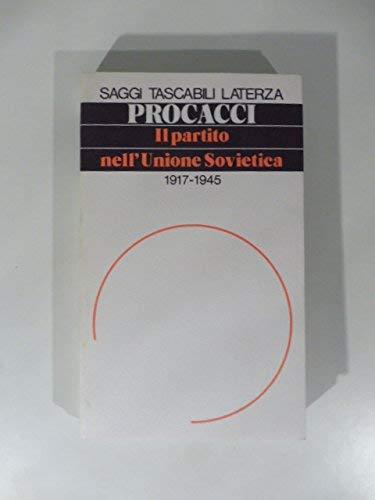 SAGGI TASCABILI LATERZA
PROCACCI
Il partito
nell'Unione Sovietica
1917-1945